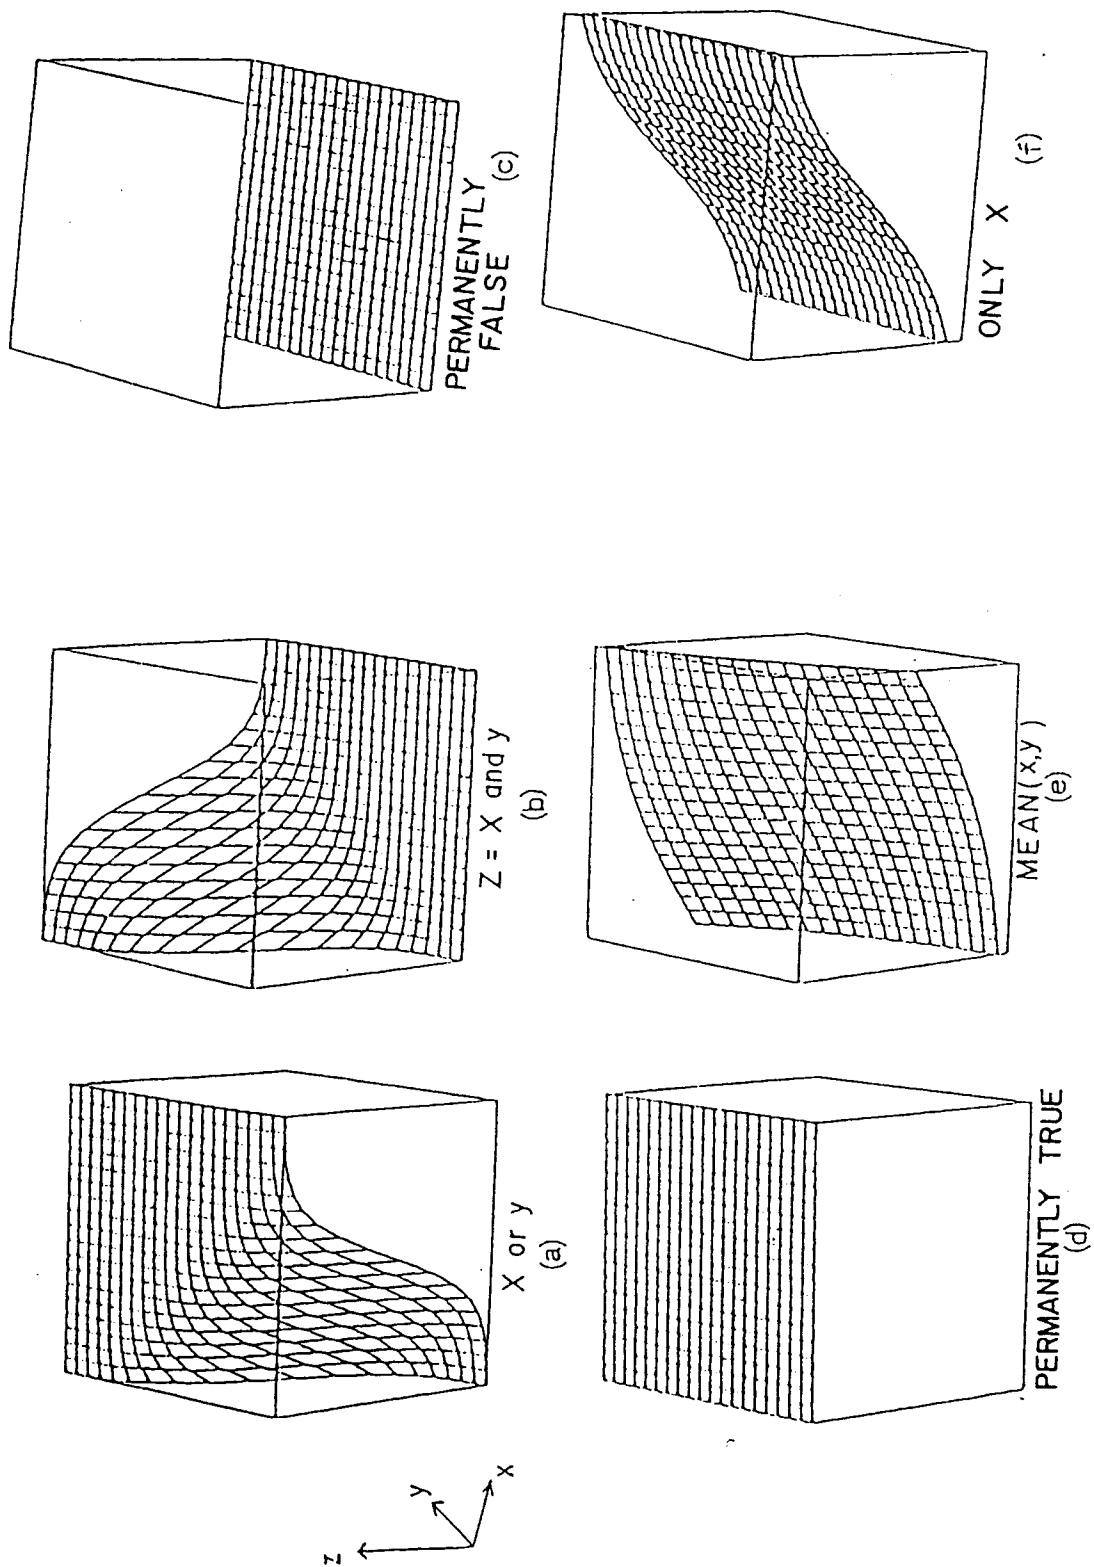 z
y
x
X or y
(a)
Z = X and y
(b)
PERMANENTLY
FALSE
(c)
PERMANENTLY TRUE
(d)
MEAN(x,y)
(e)
ONLY X
(f)